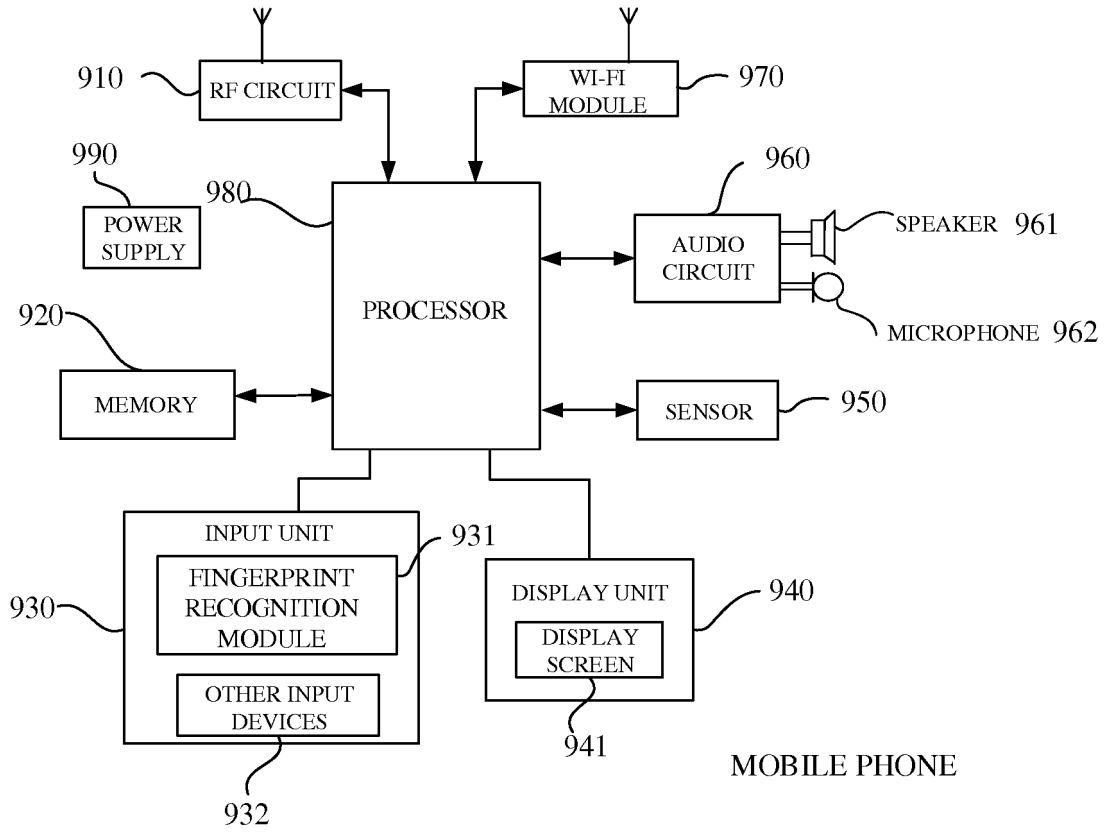 910
RF CIRCUIT
WI-FI
MODULE
970
990
POWER
SUPPLY
980
PROCESSOR
960
AUDIO
CIRCUIT
SPEAKER 961
MICROPHONE 962
920
MEMORY
SENSOR
950
INPUT UNIT
931
FINGERPRINT
RECOGNITION
MODULE
930
OTHER INPUT
DEVICES
932
DISPLAY UNIT
940
DISPLAY
SCREEN
941
MOBILE PHONE